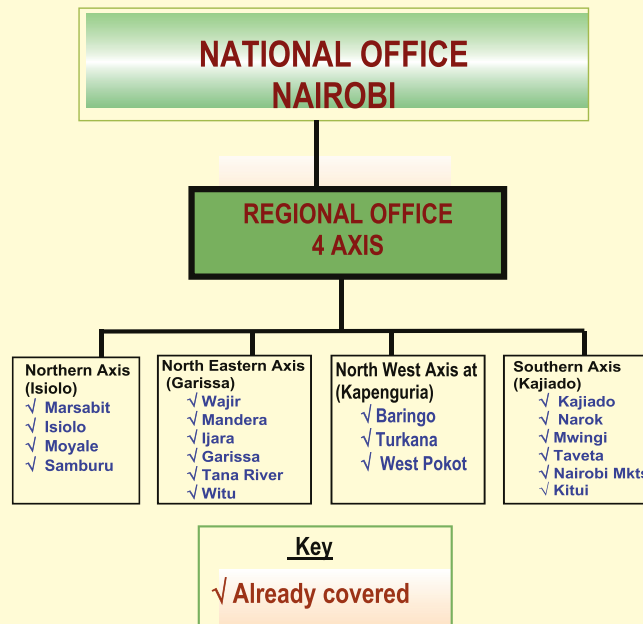 NATIONAL OFFICE
NAIROBI
REGIONAL OFFICE
4 AXIS
Northern Axis
(Isiolo)
√ Marsabit
√ Isiolo
√ Moyale
√ Samburu
North Eastern Axis
(Garissa)
√ Wajir
√ Mandera
√ Ijara
√ Garissa
√ Tana River
√ Witu
North West Axis at
(Kapenguria)
√ Baringo
√ Turkana
√ West Pokot
Southern Axis
(Kajiado)
√ Kajiado
√ Narok
√ Mwingi
√ Taveta
√ Nairobi Mkts
√ Kitui
Key
√ Already covered